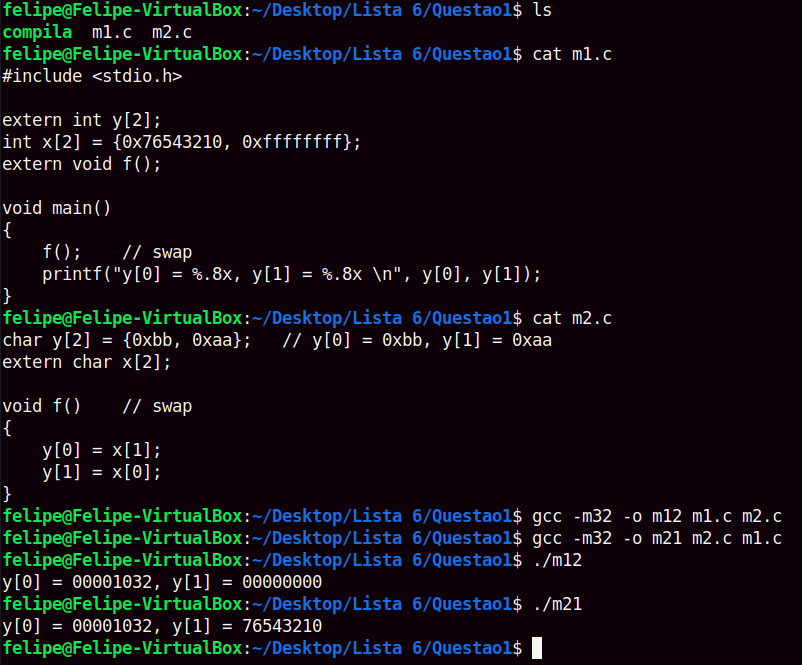 felipe@Felipe-VirtualBox:~/Desktop/Lista 6/Questao1$ ls
compila  m1.c  m2.c
felipe@Felipe-VirtualBox:~/Desktop/Lista 6/Questao1$ cat m1.c
#include <stdio.h>

extern int y[2];
int x[2] = {0x76543210, 0xffffffff};
extern void f();

void main()
{
    f();    // swap
    printf("y[0] = %.8x, y[1] = %.8x \n", y[0], y[1]);
}
felipe@Felipe-VirtualBox:~/Desktop/Lista 6/Questao1$ cat m2.c
char y[2] = {0xbb, 0xaa};   // y[0] = 0xbb, y[1] = 0xaa
extern char x[2];

void f()    // swap
{
    y[0] = x[1];
    y[1] = x[0];
}
felipe@Felipe-VirtualBox:~/Desktop/Lista 6/Questao1$ gcc -m32 -o m12 m1.c m2.c
felipe@Felipe-VirtualBox:~/Desktop/Lista 6/Questao1$ gcc -m32 -o m21 m2.c m1.c
felipe@Felipe-VirtualBox:~/Desktop/Lista 6/Questao1$ ./m12
y[0] = 00001032, y[1] = 00000000
felipe@Felipe-VirtualBox:~/Desktop/Lista 6/Questao1$ ./m21
y[0] = 00001032, y[1] = 76543210
felipe@Felipe-VirtualBox:~/Desktop/Lista 6/Questao1$